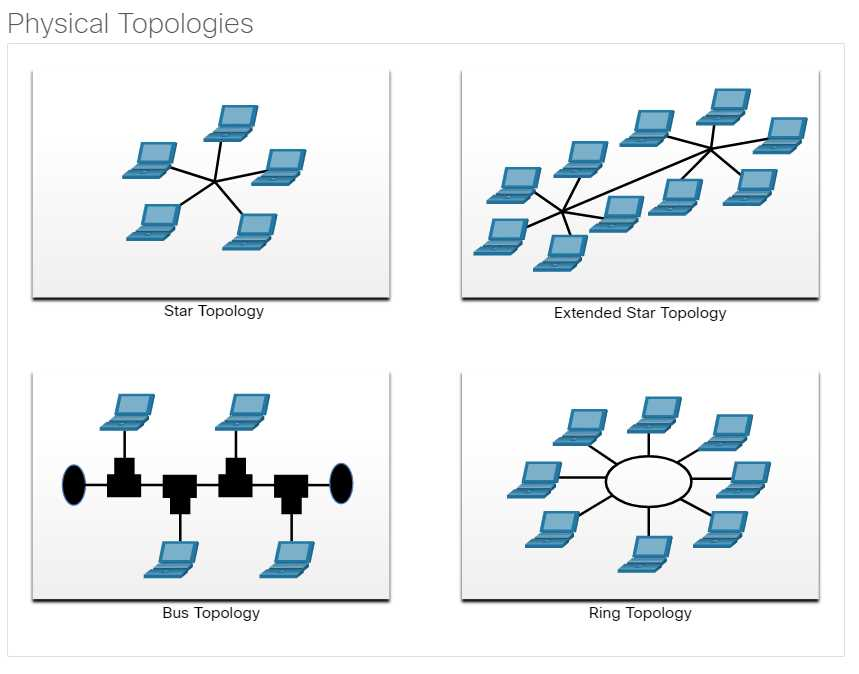 Physical Topologies
Star Topology
Extended Star Topology
Bus Topology
Ring Topology